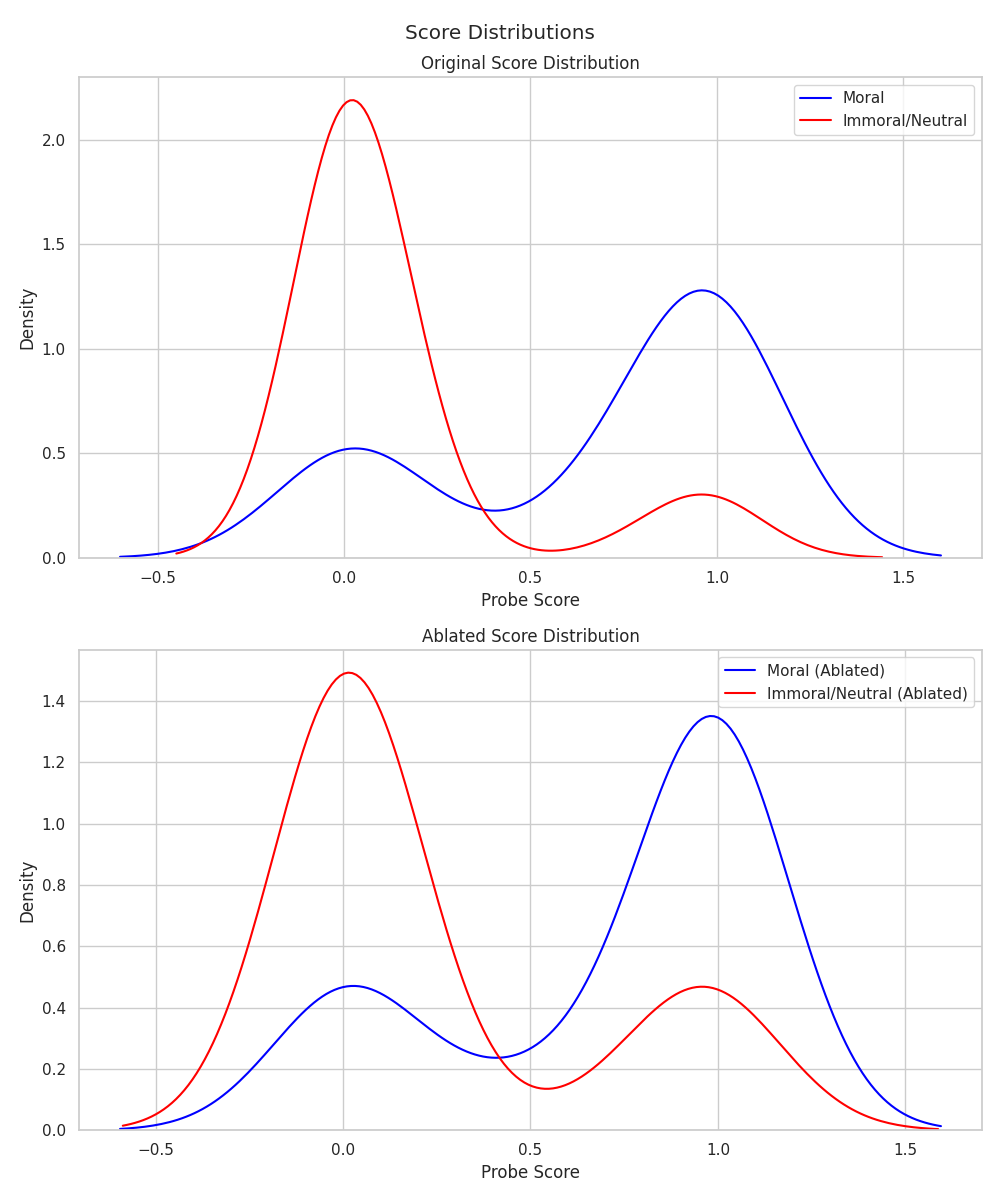 Score Distributions
Original Score Distribution
Moral
Immoral/Neutral
2.0
1.5
1.0
0.5
0.0
Density
−0.5
0.0
0.5
1.0
1.5
Probe Score
Ablated Score Distribution
Moral (Ablated)
Immoral/Neutral (Ablated)
1.4
1.2
1.0
0.8
0.6
0.4
0.2
0.0
Density
−0.5
0.0
0.5
1.0
1.5
Probe Score